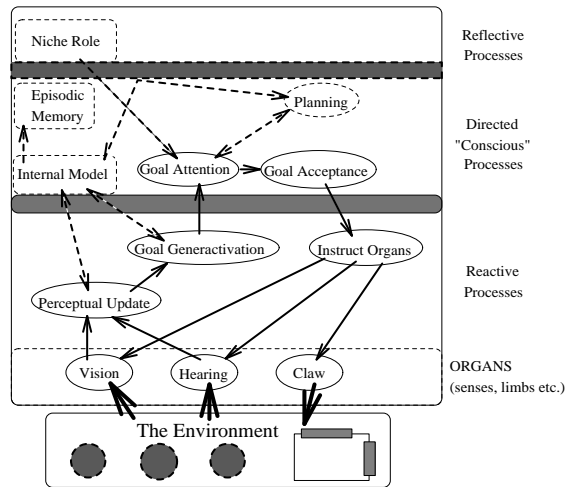 Niche Role
Reflective
Processes
Episodic
Memory
Planning
Directed
"Conscious"
Processes
Internal Model
Goal Attention
Goal Acceptance
Goal Generactivation
Instruct Organs
Reactive
Processes
Perceptual Update
Vision
Hearing
Claw
ORGANS
(senses, limbs etc.)
The Environment